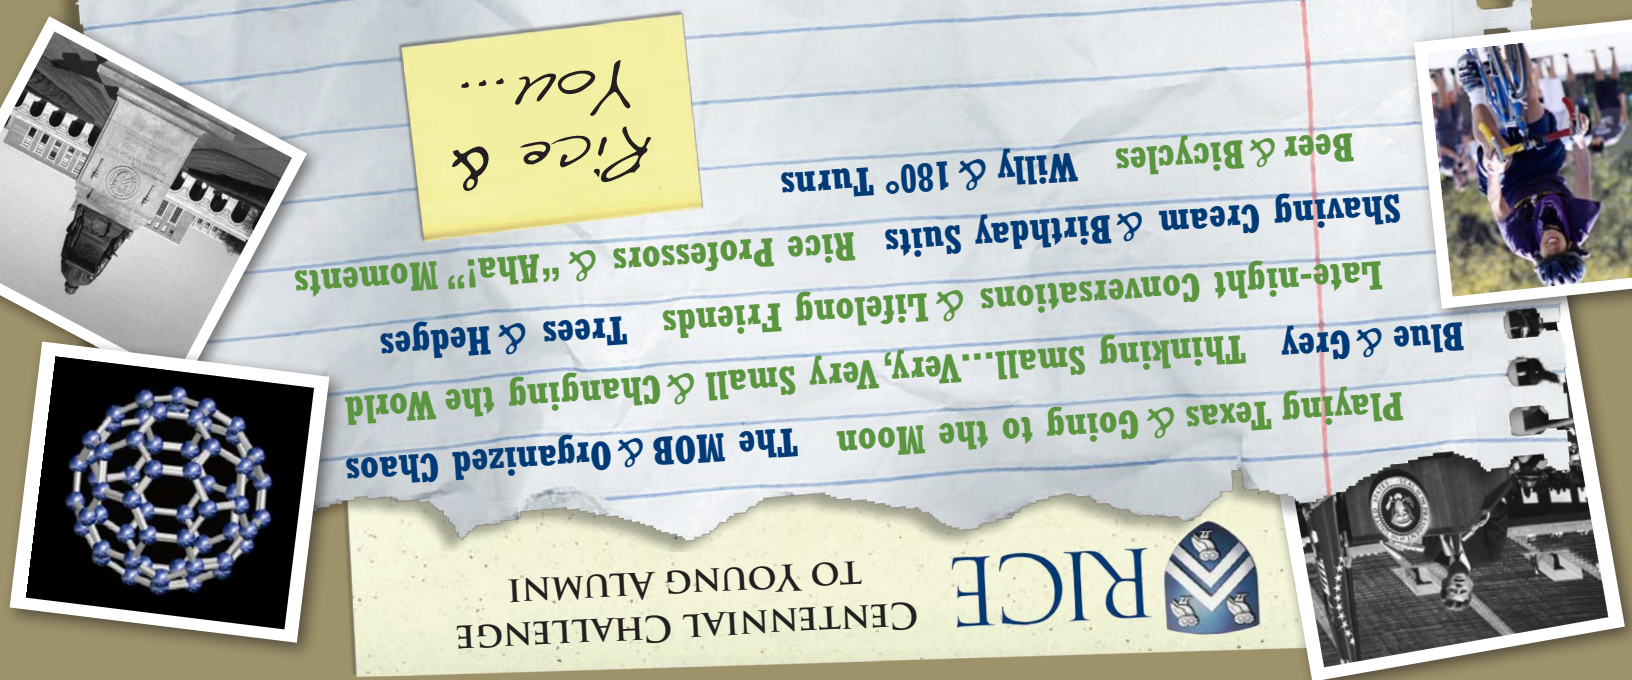 RICE
CENTENNIAL CHALLENGE
TO YOUNG ALUMNI
Playing Texas & Going to the Moon The MOB & Organized Chaos
Blue & Grey Thinking Small...Very, Very Small & Changing the World
Late-night Conversations & Lifelong Friends Trees & Hedges
Shaving Cream & Birthday Suits Rice Professors & “Aha!” Moments
Beer & Bicycles Willy & 180° Turns
Rice &
You...